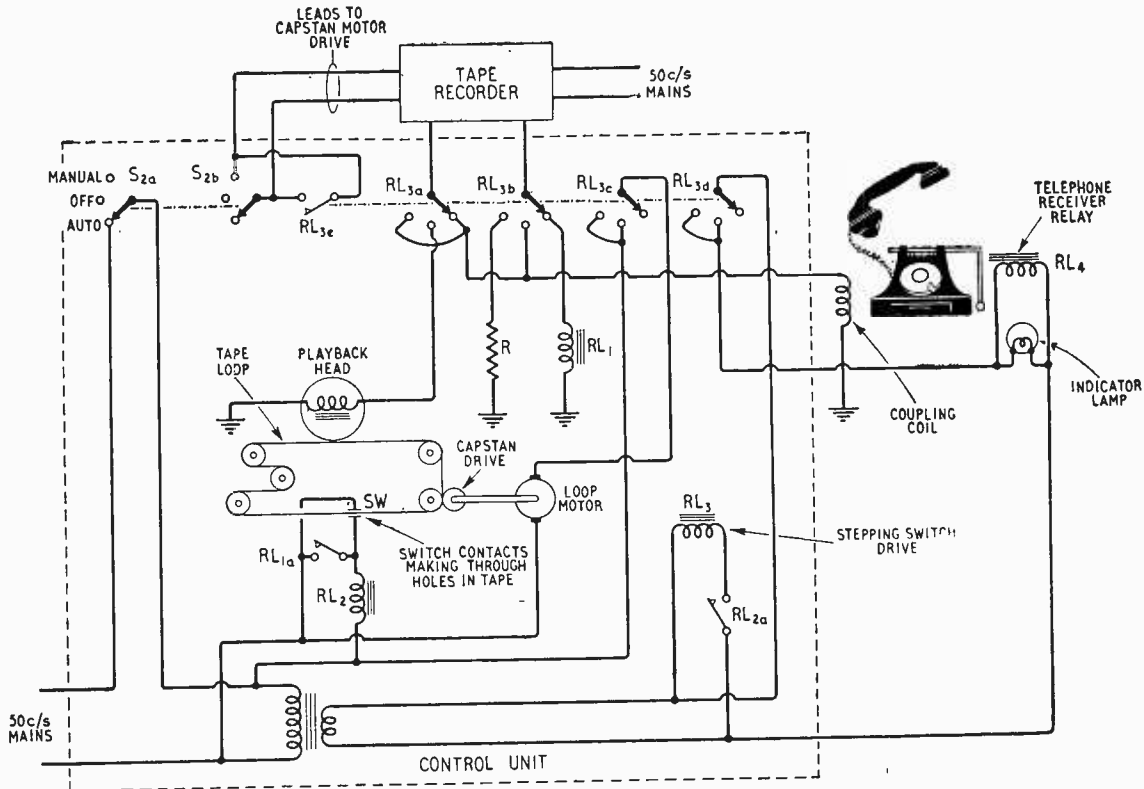 LEADS TO
CAPSTAN MOTOR
DRIVE
TAPE
RECORDER
50c/s
MAINS
MANUAL
S2a
S2b
OFF
AUTO
RL3e
RL3a
RL3b
RL3c
RL3d
TELEPHONE
RECEIVER
RELAY
RL4
R
RL1
TAPE
LOOP
PLAYBACK
HEAD
INDICATOR
LAMP
COUPLING
COIL
CAPSTAN
DRIVE
LOOP
MOTOR
SW
RL3
STEPPING SWITCH
DRIVE
RL1a
SWITCH CONTACTS
MAKING THROUGH
HOLES IN TAPE
RL2
RL2a
50c/s
MAINS
CONTROL UNIT